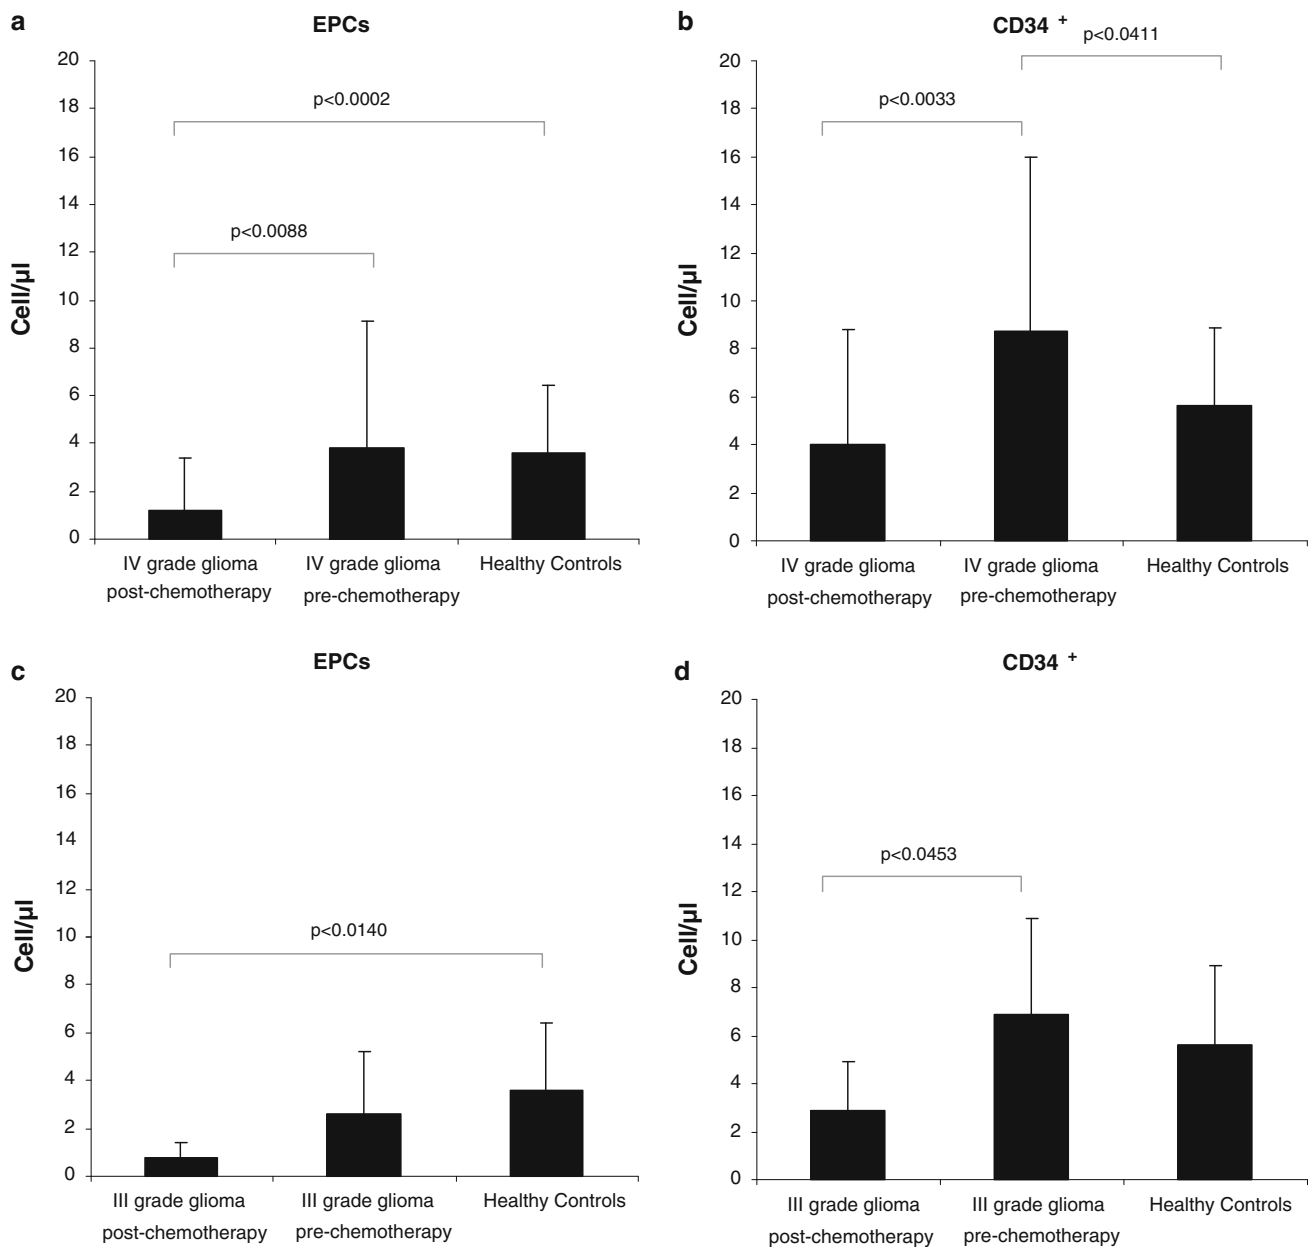 a
EPCs
20
18
16
14
12
10
8
6
4
2
0
Cell/µl
p<0.0002
p<0.0088
IV grade glioma
post-chemotherapy
IV grade glioma
pre-chemotherapy
Healthy Controls
b
CD34 +
20
18
16
14
12
10
8
6
4
2
0
Cell/µl
p<0.0411
p<0.0033
IV grade glioma
post-chemotherapy
IV grade glioma
pre-chemotherapy
Healthy Controls
c
EPCs
20
18
16
14
12
10
8
6
4
2
0
Cell/µl
p<0.0140
III grade glioma
post-chemotherapy
III grade glioma
pre-chemotherapy
Healthy Controls
d
CD34 +
20
18
16
14
12
10
8
6
4
2
0
Cell/µl
p<0.0453
III grade glioma
post-chemotherapy
III grade glioma
pre-chemotherapy
Healthy Controls